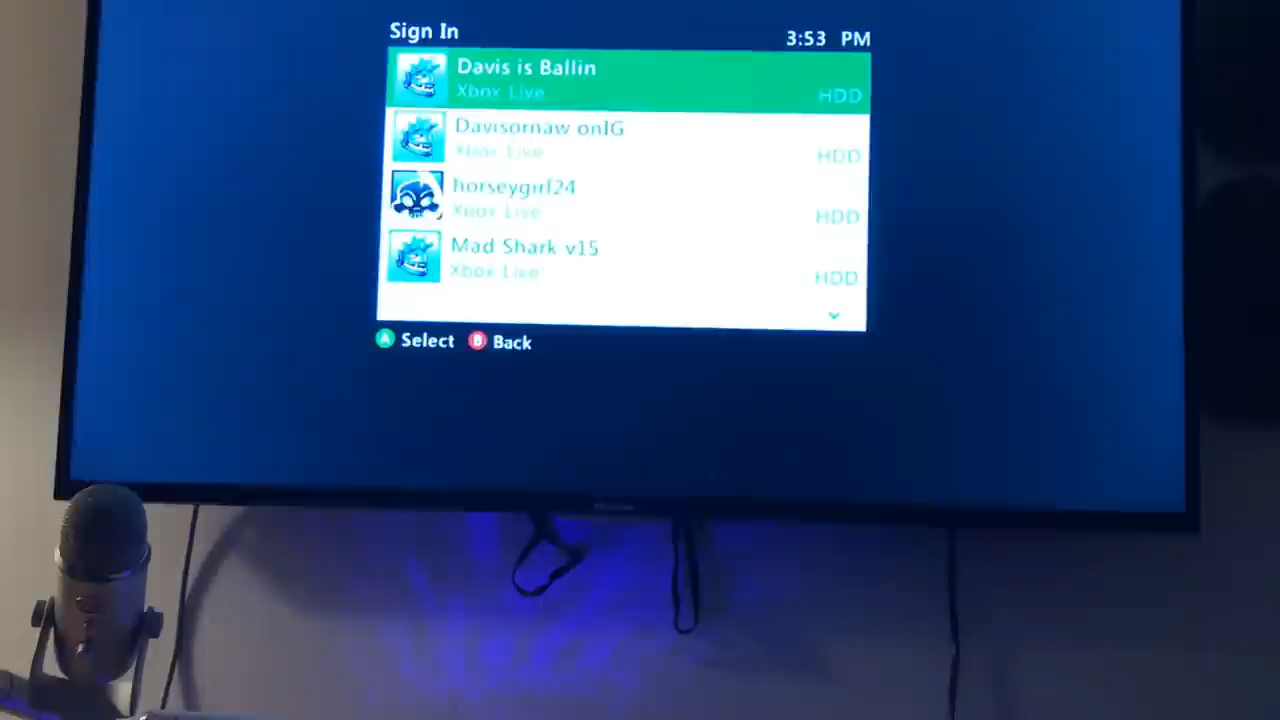 Sign In
3:53 PM
Davis is Ballin
Xbox Live
HDD
Davisornaw onIG
Xbox Live
HDD
horseygirl24
Xbox Live
HDD
Mad Shark v15
Xbox Live
HDD
A Select B Back